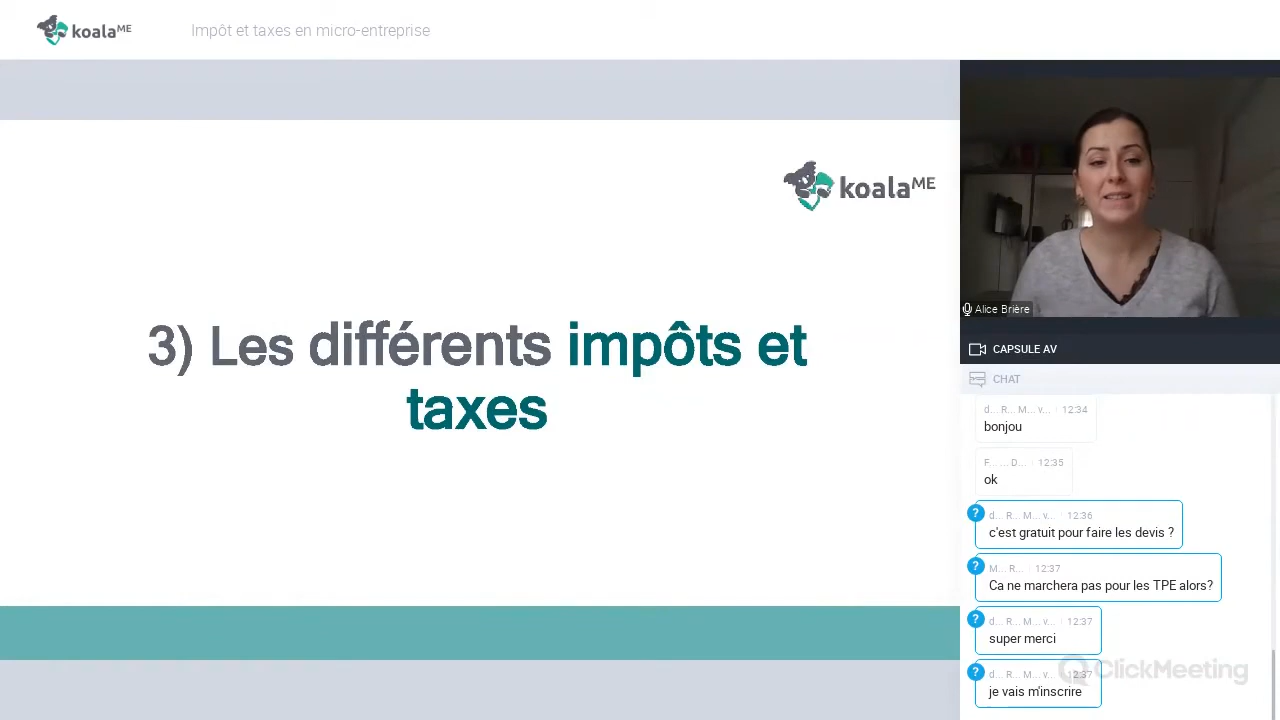 koalaME
Impôt et taxes en micro-entreprise
koalaME
3) Les différents impôts et
taxes
Alice Brière
CAPSULE AV
CHAT
d... R... M... v... 12:34
bonjou
F... ... D... 12:35
ok
? d... R... M... v... 12:36
c'est gratuit pour faire les devis ?
? M... R... 12:37
Ca ne marchera pas pour les TPE alors?
? d... R... M... v... 12:37
super merci
? d... R... M... v... 12:37
je vais m'inscrire
ClickMeeting